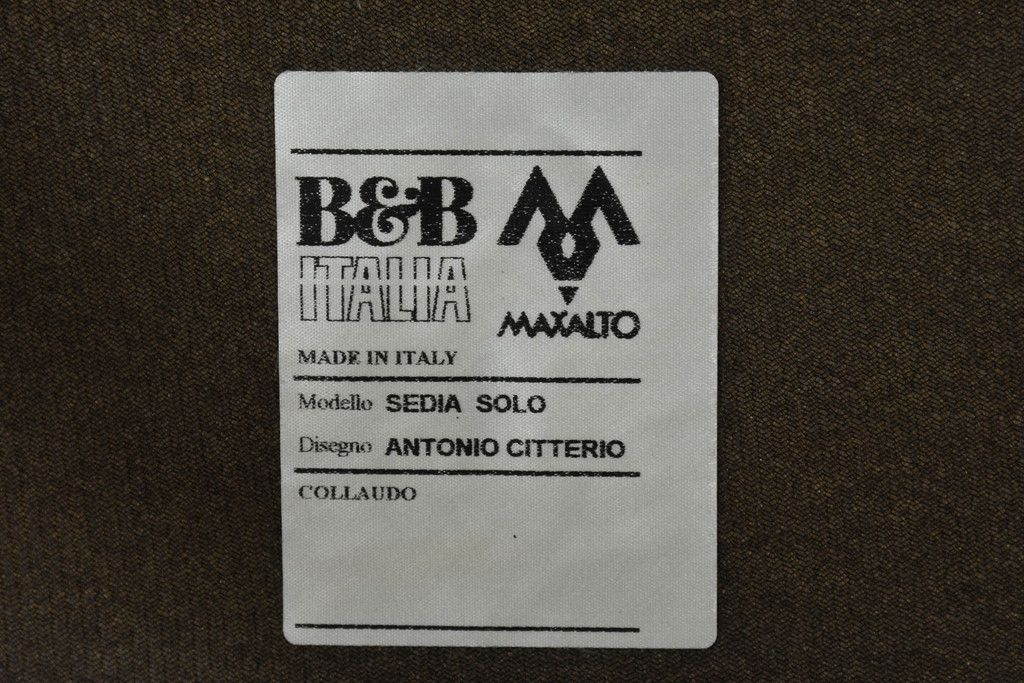 B&B
ITALIA
MAXALTO
MADE IN ITALY
Modello SEDIA SOLO
Disegno ANTONIO CITTERIO
COLLAUDO